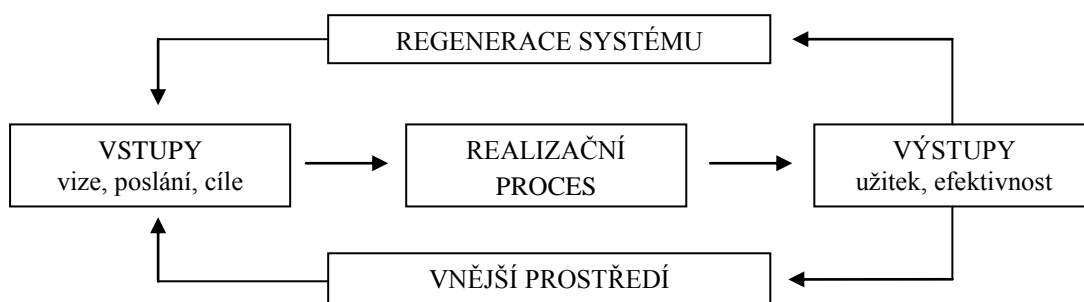 REGENERACE SYSTÉMU
VSTUPY
vize, poslání, cíle
REALIZAČNÍ
PROCES
VÝSTUPY
užitek, efektivnost
VNĚJŠÍ PROSTŘEDÍ